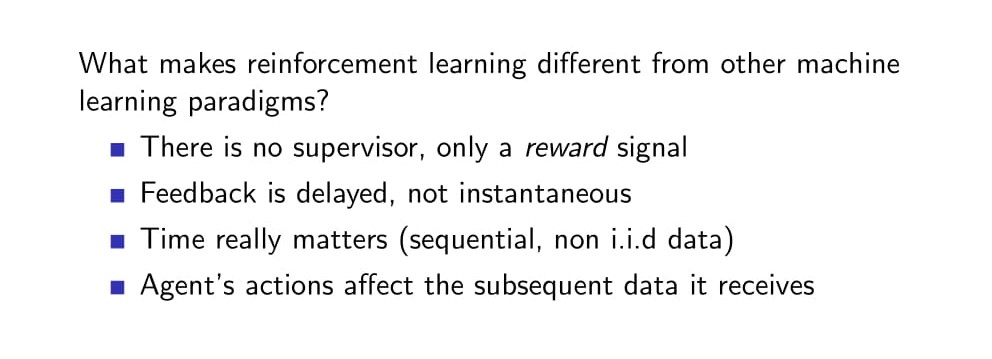 What makes reinforcement learning different from other machine
learning paradigms?
There is no supervisor, only a reward signal
Feedback is delayed, not instantaneous
Time really matters (sequential, non i.i.d data)
Agent's actions affect the subsequent data it receives